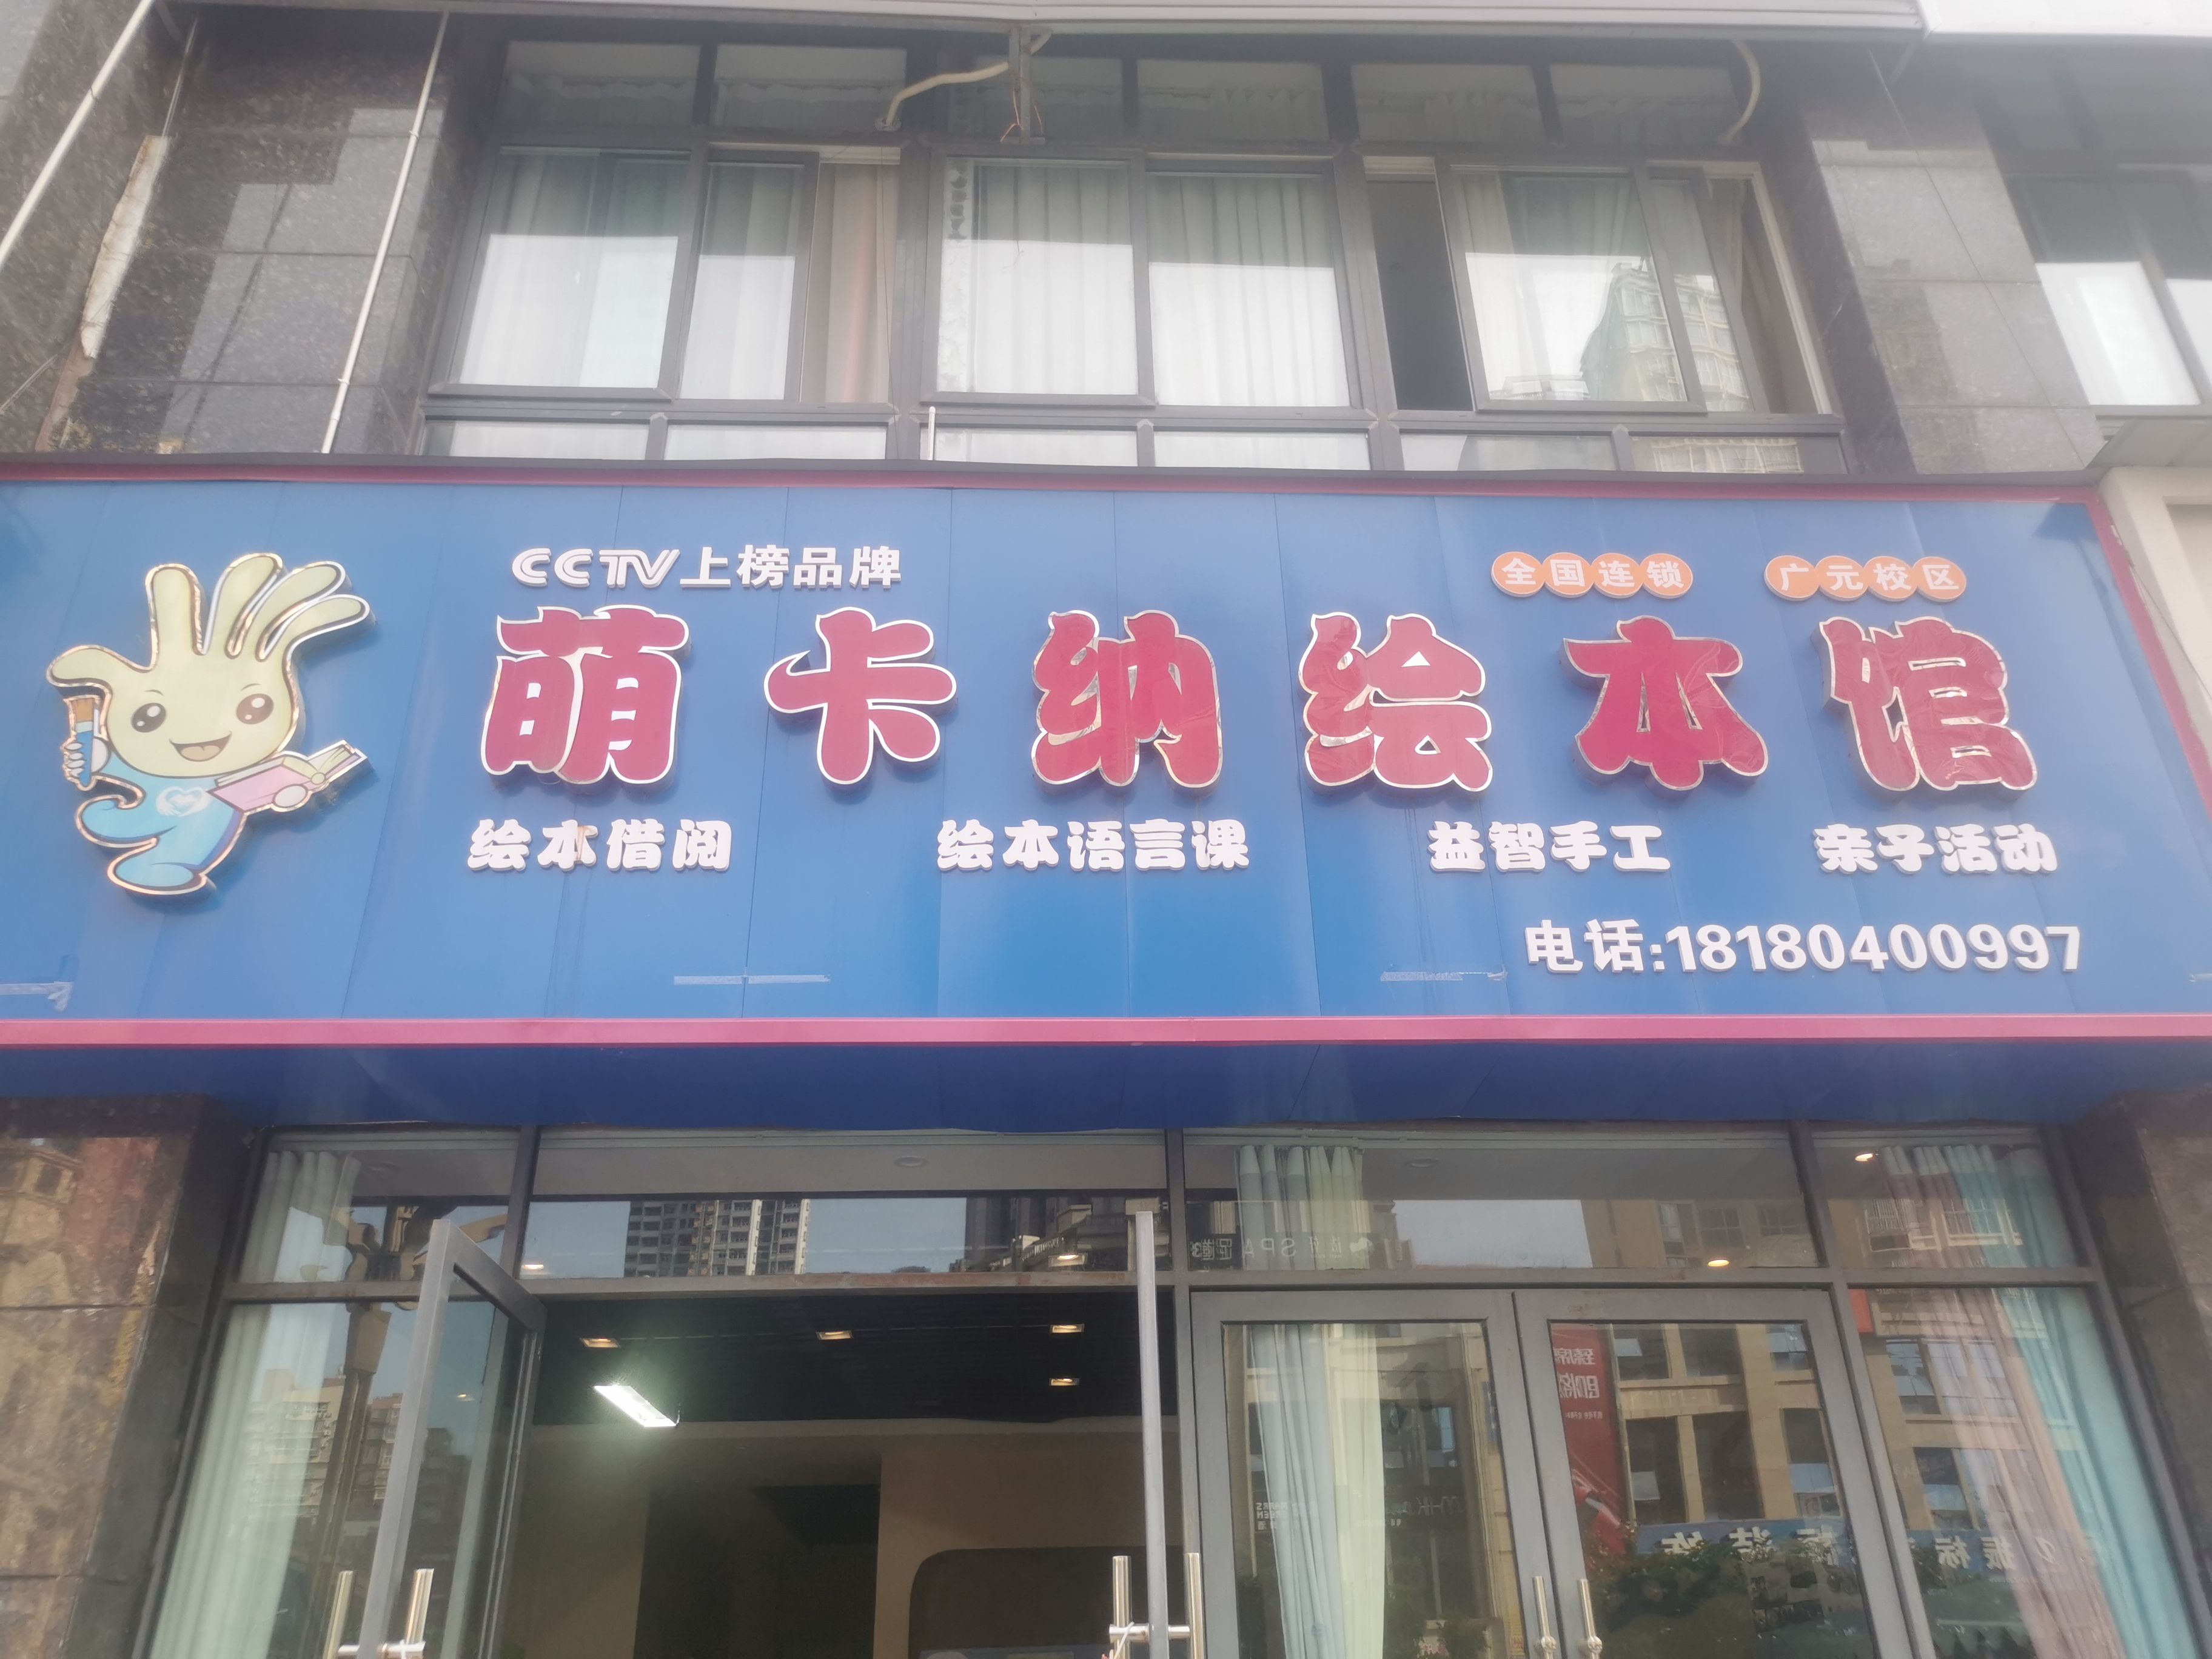 CCTV上榜品牌
全国连锁 广元校区
萌卡纳绘本馆
绘本借阅 绘本语言课 益智手工 亲子活动
电话:18180400997